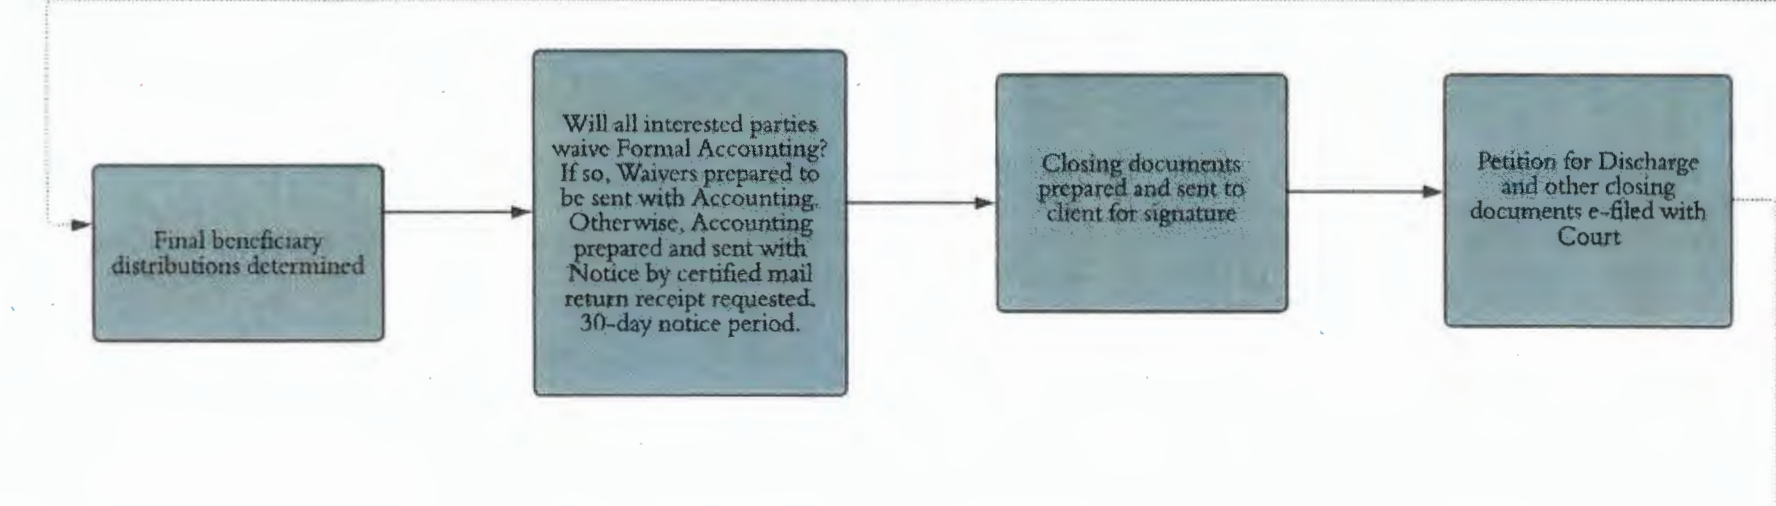 Final beneficiary
distributions determined
Will all interested parties
waive Formal Accounting?
If so, Waivers prepared to
be sent with Accounting.
Otherwise, Accounting
prepared and sent with
Notice by certified mail
return receipt requested.
30-day notice period.
Closing documents
prepared and sent to
client for signature
Petition for Discharge
and other closing
documents e-filed with
Court